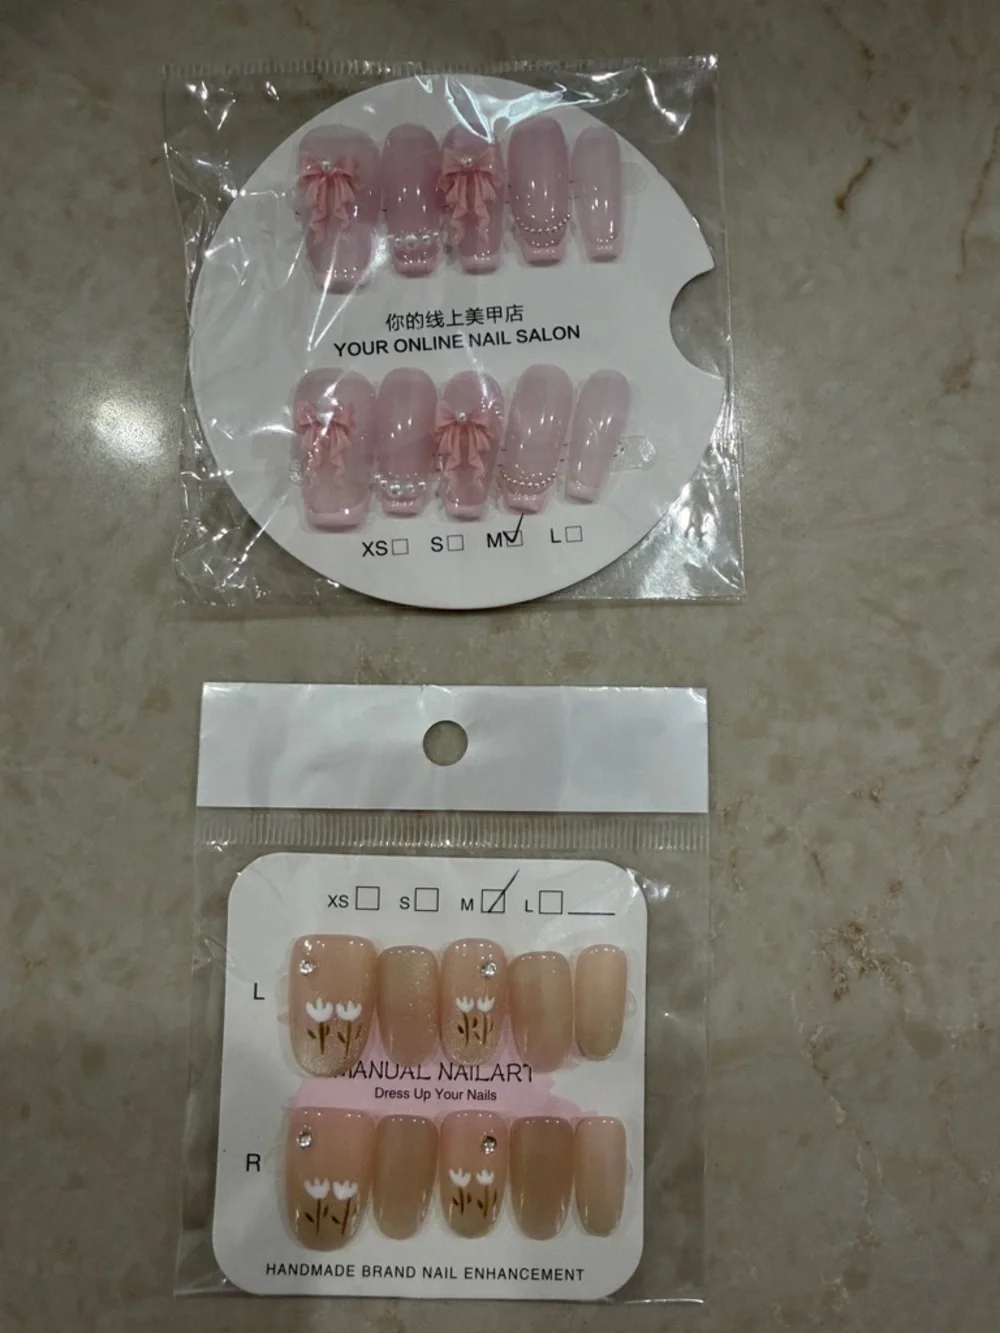 你的线上美甲店
YOUR ONLINE NAIL SALON
XS S M L
XS S M L
L
MANUAL NAILART
Dress Up Your Nails
R
HANDMADE BRAND NAIL ENHANCEMENT